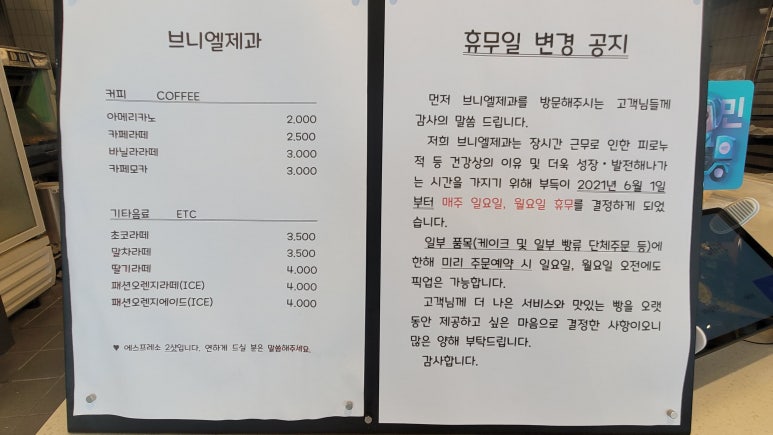 브니엘제과
커피 COFFEE
아메리카노 2,000
카페라떼 2,500
바닐라라떼 3,000
카페모카 3,000
기타음료 ETC
초코라떼 3,500
말차라떼 3,500
딸기라떼 4,000
패션오렌지라떼(ICE) 4,000
패션오렌지에이드(ICE) 4,000
♥ 에스프레소 2샷입니다. 연하게 드실 분은 말씀해주세요.
휴무일 변경 공지
먼저 브니엘제과를 방문해주시는 고객님들께
감사의 말씀 드립니다.
저희 브니엘제과는 장시간 근무로 인한 피로누
적 등 건강상의 이유 및 더욱 성장·발전해나가
는 시간을 가지기 위해 부득이 2021년 6월 1일
부터 매주 일요일, 월요일 휴무를 결정하게 되었
습니다.
일부 품목(케이크 및 일부 빵류 단체주문 등)에
한해 미리 주문예약 시 일요일, 월요일 오전에도
픽업은 가능합니다.
고객님께 더 나은 서비스와 맛있는 빵을 오랫
동안 제공하고 싶은 마음으로 결정한 사항이오니
많은 양해 부탁드립니다.
감사합니다.
민